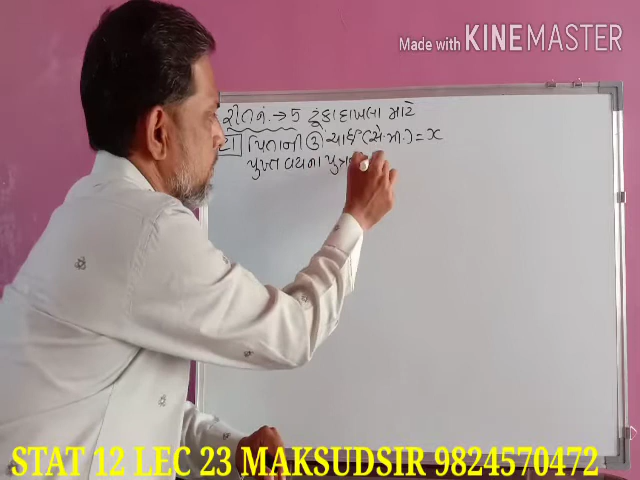 Made with KINEMASTER
રીત નં. → 5 ટૂંકા દાખલા માટે
દા પિતાની ઊંચાઈ (સે.મી.) = x
પુખ્ત વયના પુત્ર
STAT 12 LEC 23 MAKSUDSIR 9824570472